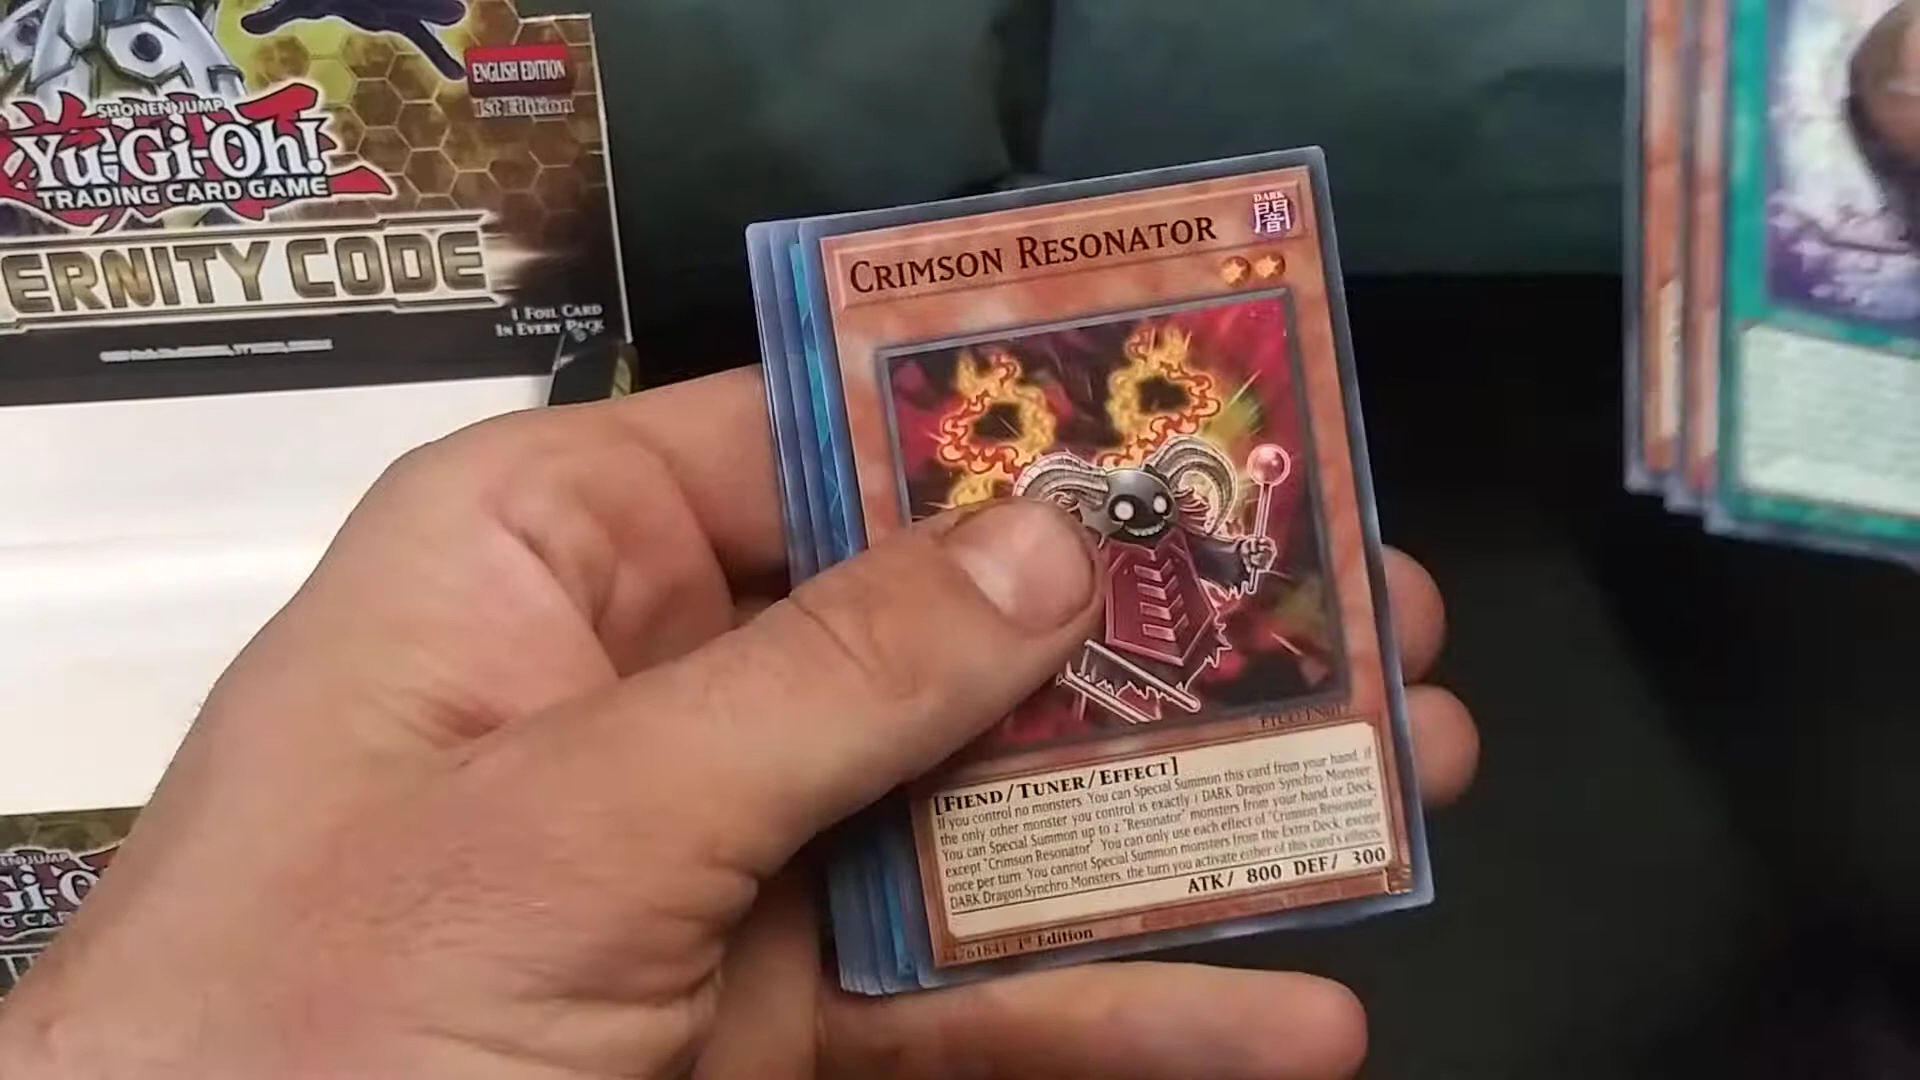 ENGLISH EDITION
1st Edition
SHONEN JUMP
Yu-Gi-Oh!
TRADING CARD GAME
ERNITY CODE
1 FOIL CARD
IN EVERY PACK
CRIMSON RESONATOR
DARK
闇
[FIEND/TUNER/EFFECT]
If you control no monsters: You can Special Summon this card from your hand. If
the only other monster you control is exactly 1 DARK Dragon Synchro Monster:
You can Special Summon up to 2 "Resonator" monsters from your hand or Deck,
except "Crimson Resonator". You can only use each effect of "Crimson Resonator"
once per turn. You cannot Special Summon monsters from the Extra Deck, except
DARK Dragon Synchro Monsters, the turn you activate either of this card's effects.
ATK/ 800 DEF/ 300
1st Edition